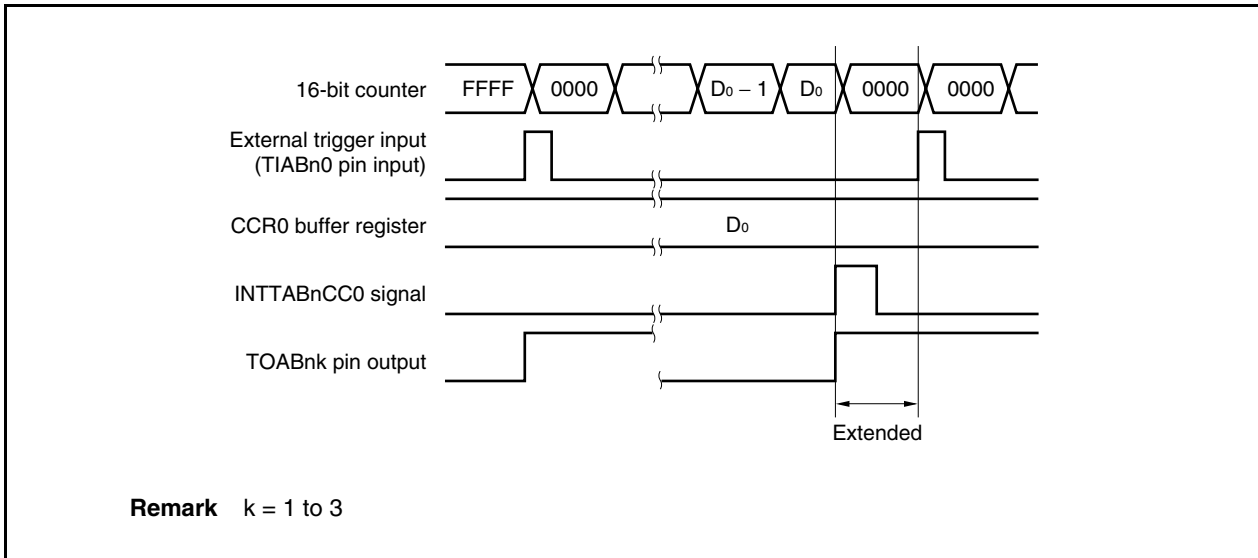 16-bit counter FFFF 0000 D0 − 1 D0 0000 0000
External trigger input
(TIABn0 pin input)
CCR0 buffer register D0
INTTABnCC0 signal
TOABnk pin output
Extended
Remark k = 1 to 3